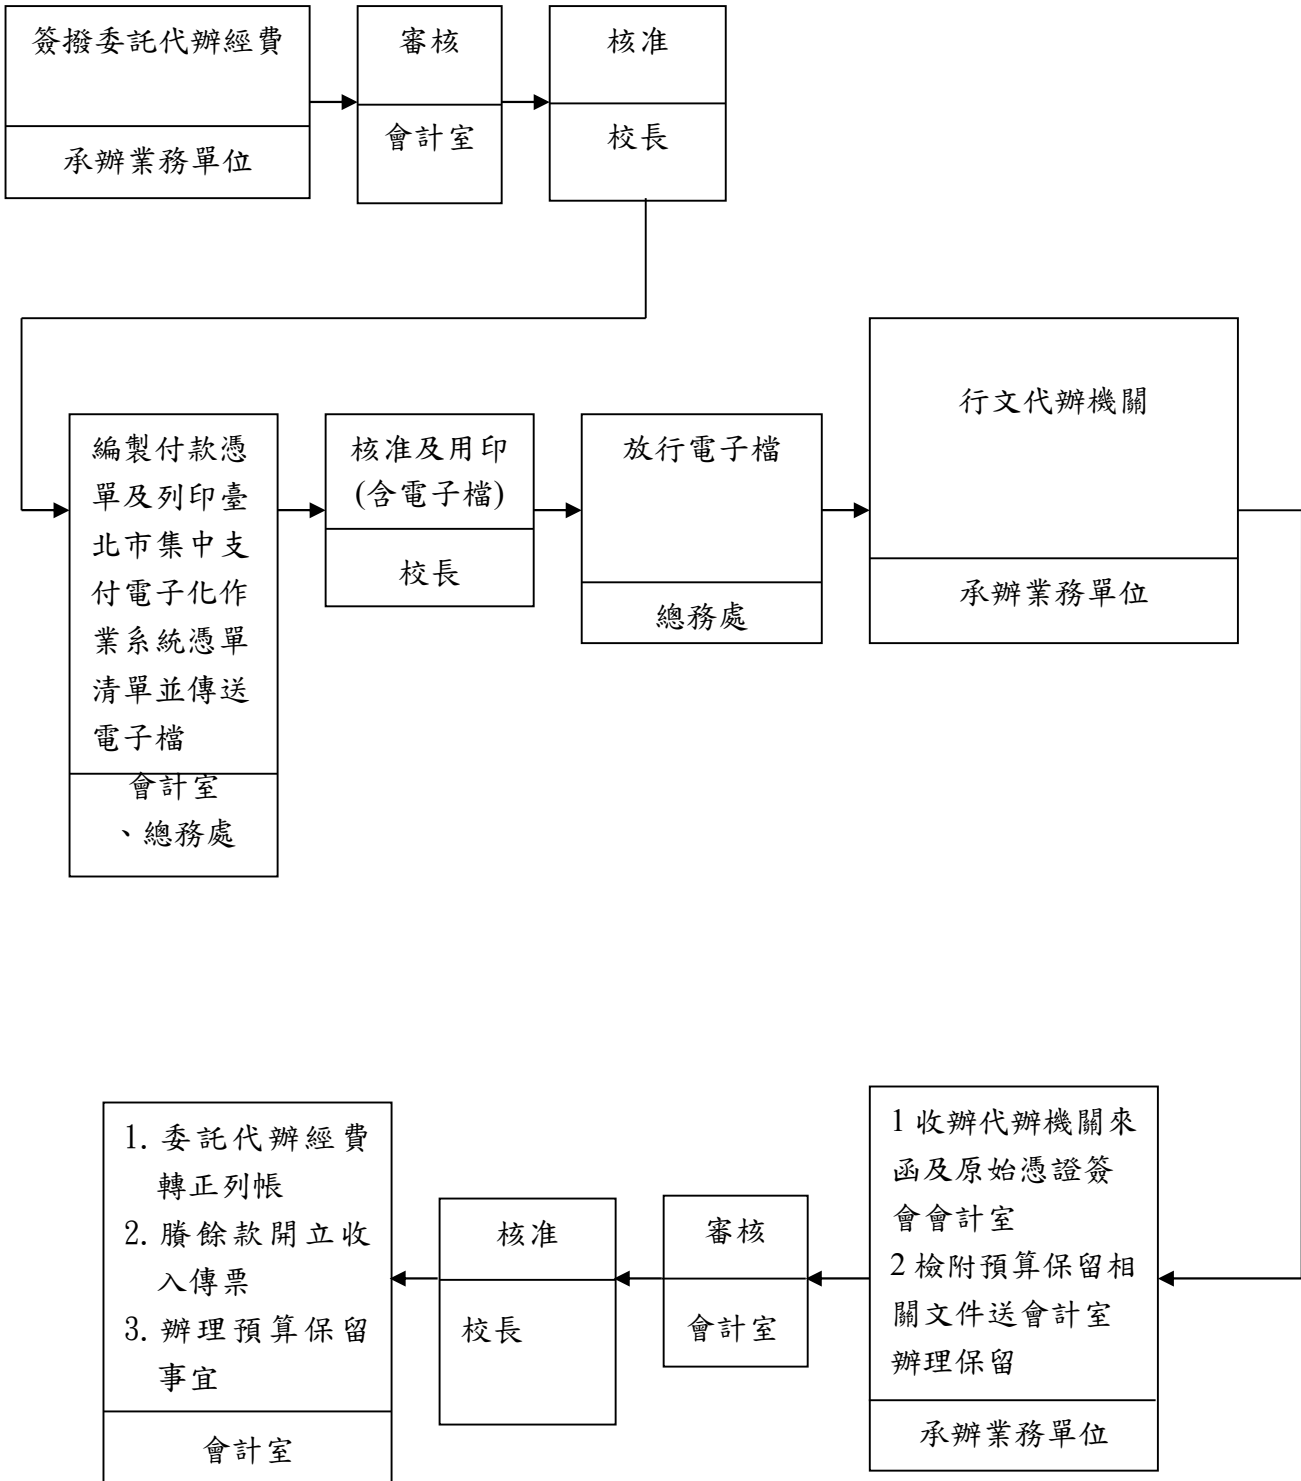 簽撥委託代辦經費
承辦業務單位
審核
會計室
核准
校長
編製付款憑
單及列印臺
北市集中支
付電子化作
業系統憑單
清單並傳送
電子檔
會計室
、總務處
核准及用印
(含電子檔)
校長
放行電子檔
總務處
行文代辦機關
承辦業務單位
1 收辦代辦機關來
函及原始憑證簽
會會計室
2 檢附預算保留相
關文件送會計室
辦理保留
承辦業務單位
審核
會計室
核准
校長
1. 委託代辦經費
轉正列帳
2. 賸餘款開立收
入傳票
3. 辦理預算保留
事宜
會計室